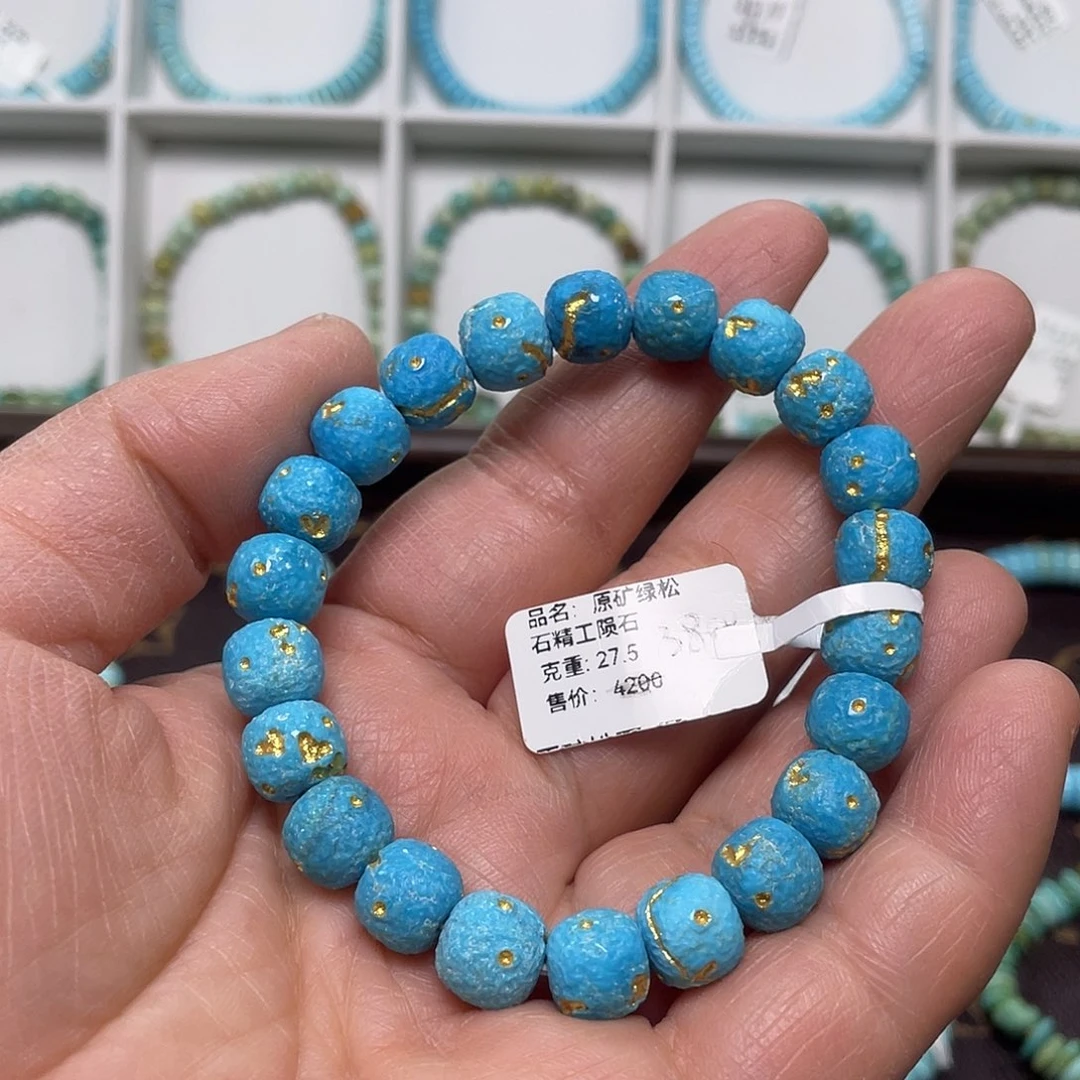 品名：原矿绿松
石精工陨石
克重: 27.5
售价： 4200